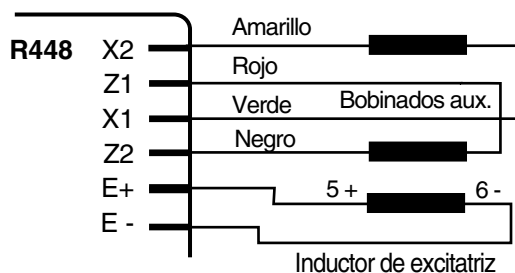 R448
X2 Amarillo
Z1 Rojo
X1 Verde Bobinados aux.
Z2 Negro
E+ 5 + 6 -
E -
Inductor de excitatriz